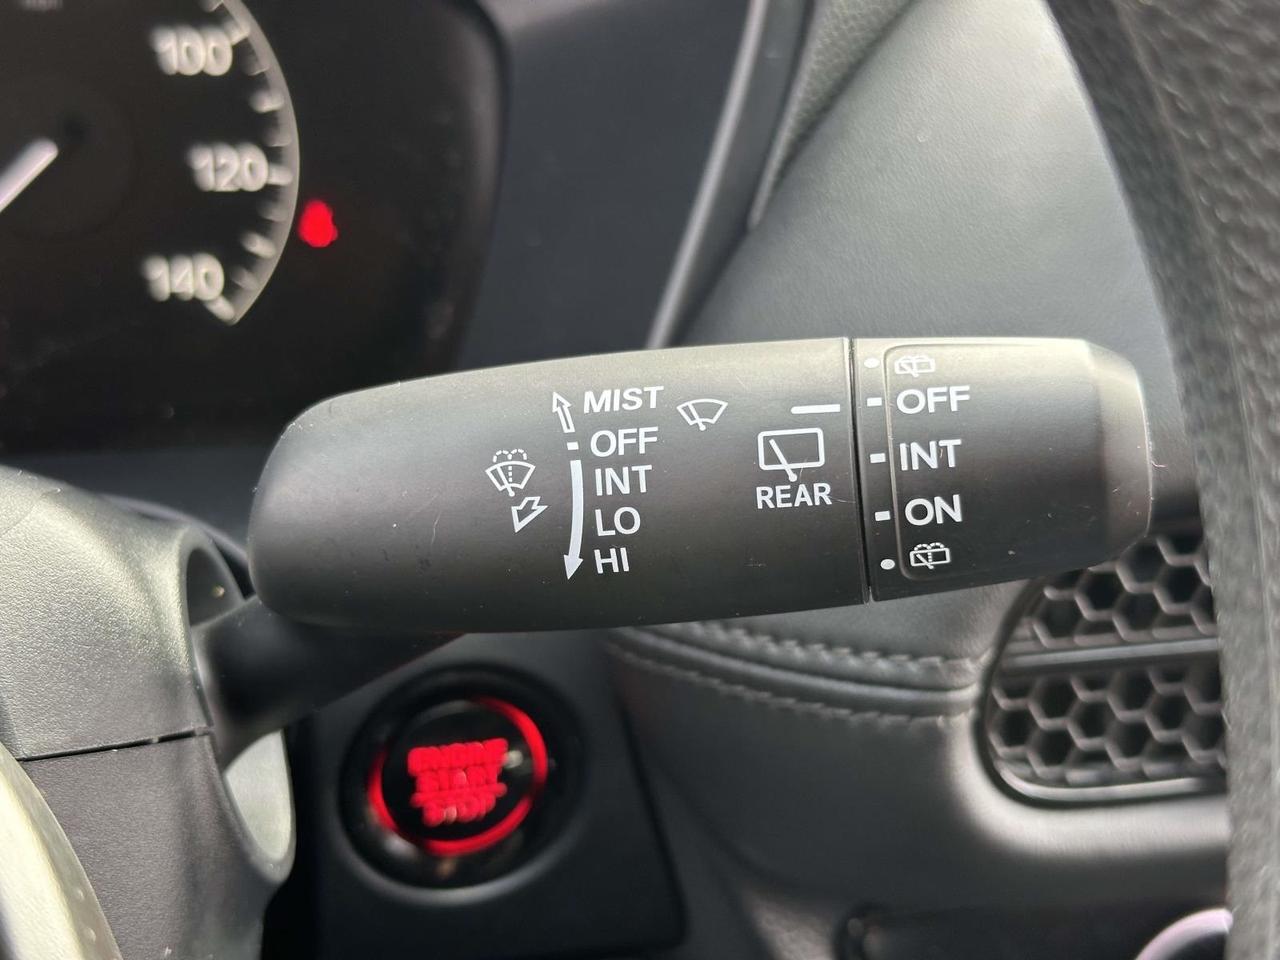 100
120
140
MIST
OFF
INT
LO
HI
REAR
OFF
INT
ON
ENGINE
START
STOP